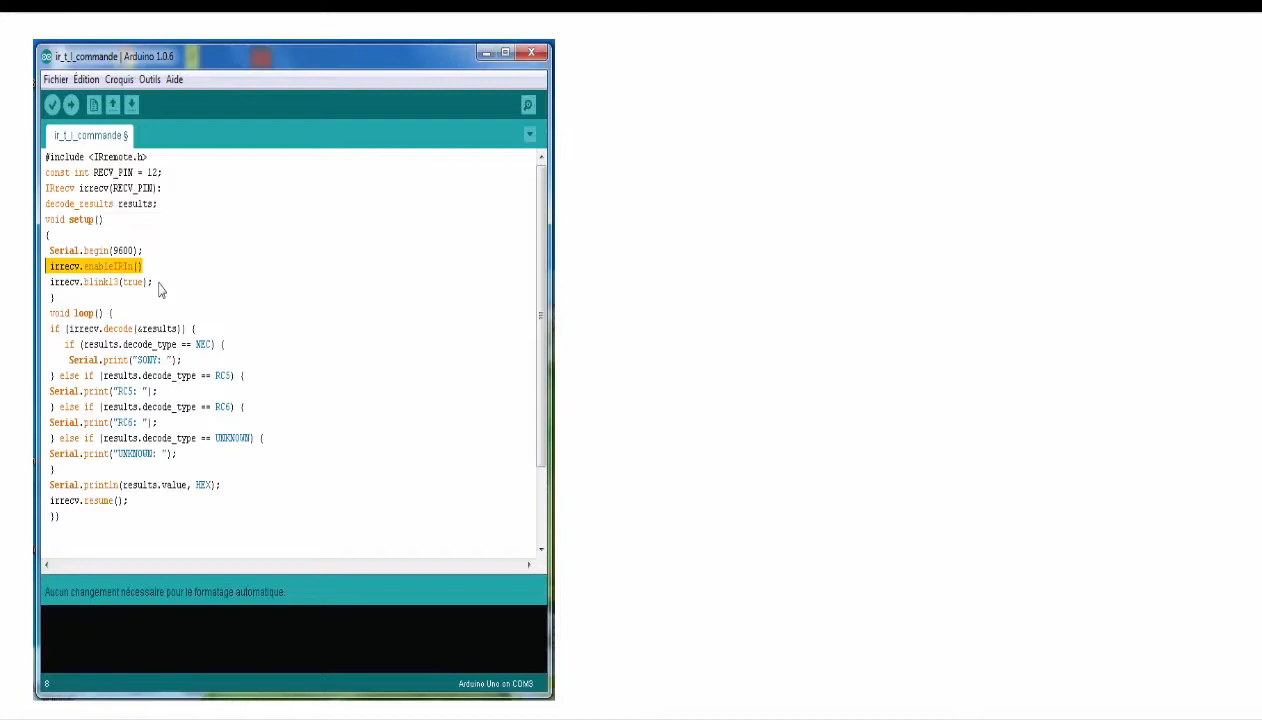 ir_t_l_commande | Arduino 1.0.6
Fichier Édition Croquis Outils Aide
ir_t_l_commande §
#include <IRremote.h>
const int RECV_PIN = 12;
IRrecv irrecv(RECV_PIN):
decode_results results;
void setup()
{
Serial.begin(9600);
irrecv.enableIRIn()
irrecv.blink13(true);
}
void loop() {
if (irrecv.decode(&results)) {
if (results.decode_type == NEC) {
Serial.print("SONY: ");
} else if (results.decode_type == RC5) {
Serial.print("RC5: ");
} else if (results.decode_type == RC6) {
Serial.print("RC6: ");
} else if (results.decode_type == UNKNOWN) {
Serial.print("UNKNOWN: ");
}
Serial.println(results.value, HEX);
irrecv.resume();
}}
Aucun changement nécessaire pour le formatage automatique.
8
Arduino Uno on COM3